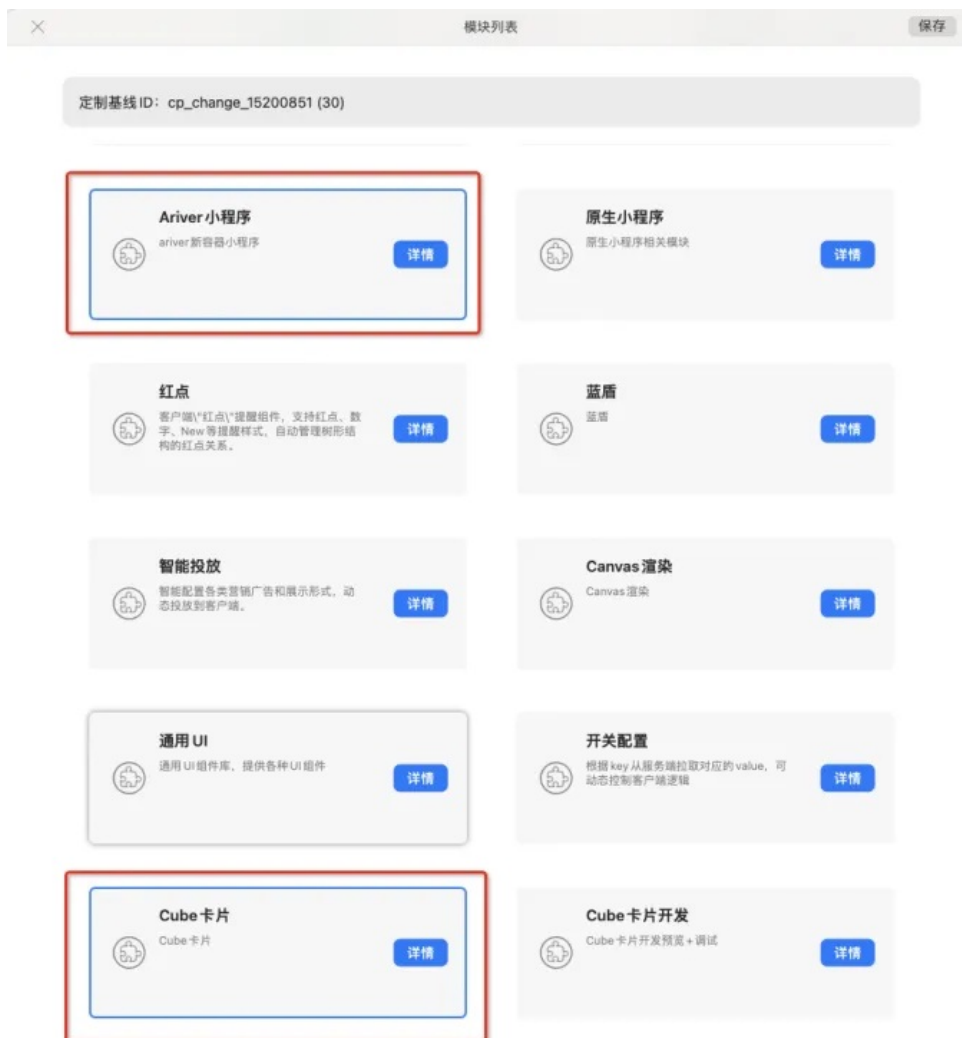 模块列表
保存
定制基线ID：cp_change_15200851 (30)
Ariver小程序
ariver新容器小程序
详情
原生小程序
原生小程序相关模块
详情
红点
客户端\"红点\"提醒组件，支持红点、数
字、New等提醒样式，自动管理树形结
构的红点关系。
详情
蓝盾
蓝盾
详情
智能投放
智能配置各类营销广告和展示形式，动
态投放到客户端。
详情
Canvas渲染
Canvas渲染
详情
通用UI
通用UI组件库，提供各种UI组件
详情
开关配置
根据key从服务端拉取对应的value，可
动态控制客户端逻辑
详情
Cube卡片
Cube卡片
详情
Cube卡片开发
Cube卡片开发预览+调试
详情